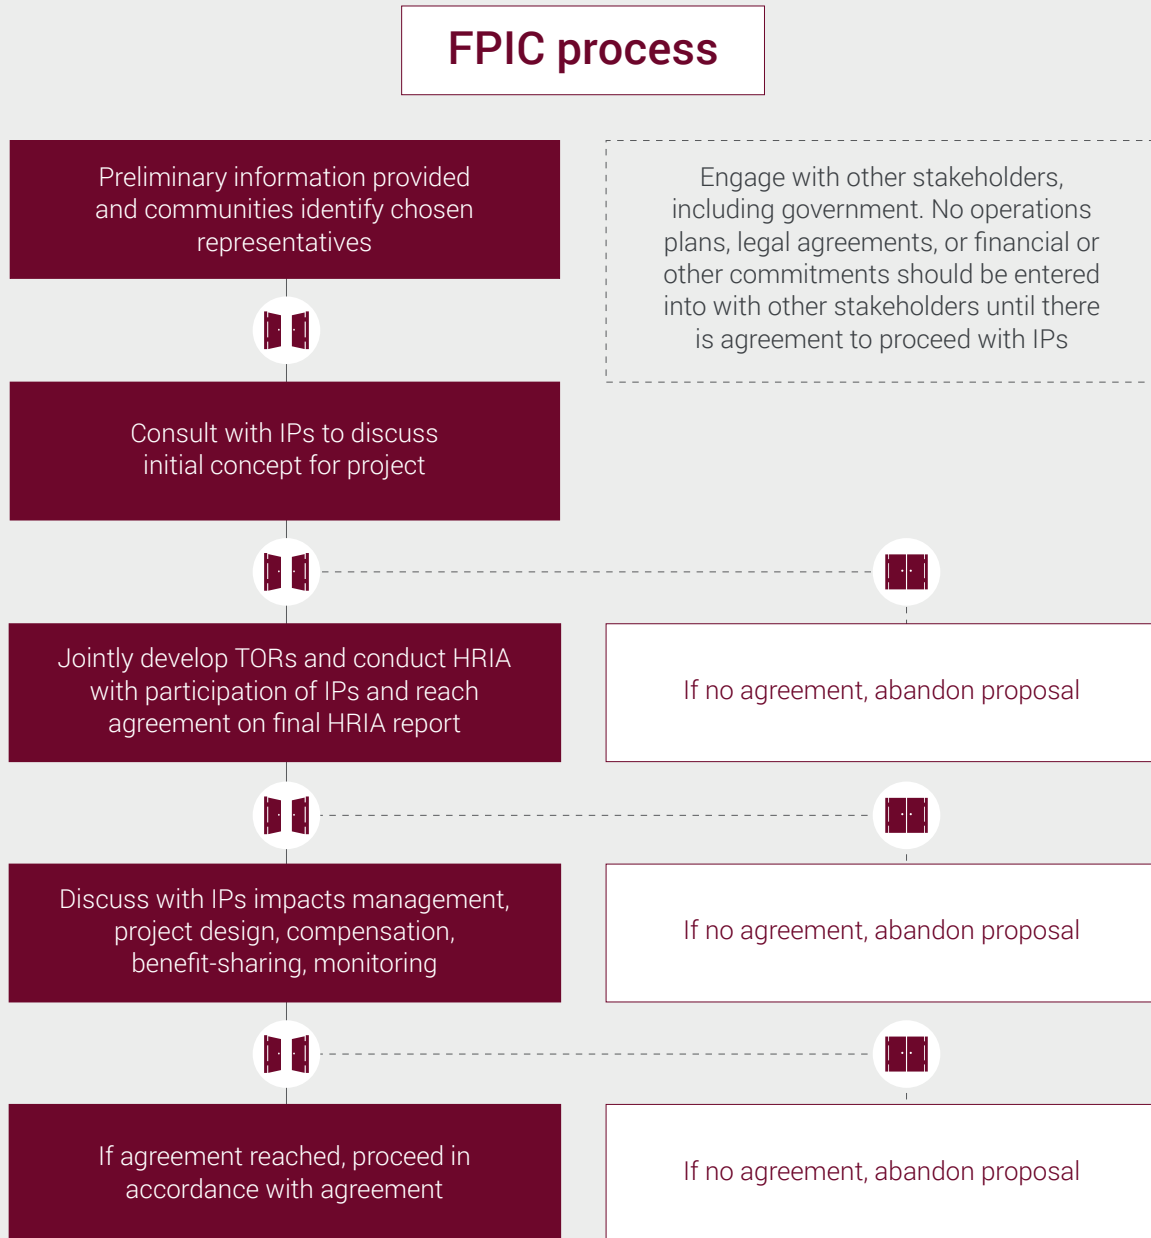 FPIC process
Preliminary information provided
and communities identify chosen
representatives
Engage with other stakeholders,
including government. No operations
plans, legal agreements, or financial or
other commitments should be entered
into with other stakeholders until there
is agreement to proceed with IPs
Consult with IPs to discuss
initial concept for project
Jointly develop TORs and conduct HRIA
with participation of IPs and reach
agreement on final HRIA report
If no agreement, abandon proposal
Discuss with IPs impacts management,
project design, compensation,
benefit-sharing, monitoring
If no agreement, abandon proposal
If agreement reached, proceed in
accordance with agreement
If no agreement, abandon proposal